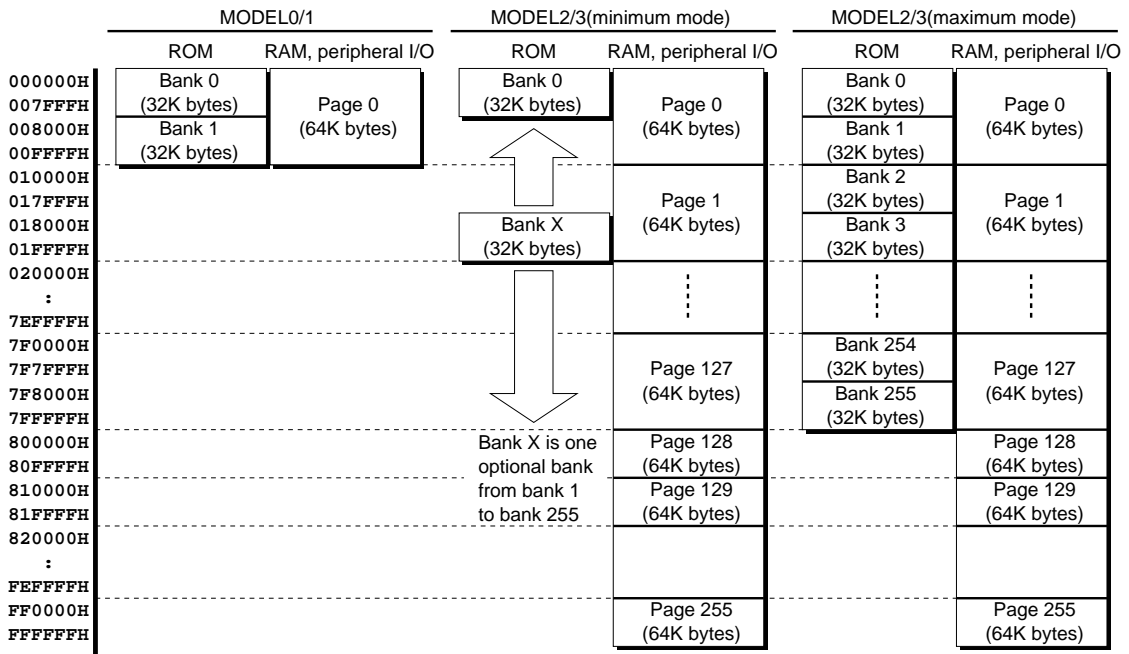 MODEL0/1 MODEL2/3(minimum mode) MODEL2/3(maximum mode)
ROM RAM, peripheral I/O ROM RAM, peripheral I/O ROM RAM, peripheral I/O
000000H Bank 0 Bank 0 Bank 0
007FFFH (32K bytes) Page 0 (32K bytes) Page 0 (32K bytes) Page 0
008000H Bank 1 (64K bytes) (64K bytes) Bank 1 (64K bytes)
00FFFFH (32K bytes) (32K bytes)
010000H Bank 2
017FFFH Page 1 (32K bytes) Page 1
018000H Bank X (64K bytes) Bank 3 (64K bytes)
01FFFFH (32K bytes) (32K bytes)
020000H
:
7EFFFFH
7F0000H Bank 254
7F7FFFH Page 127 (32K bytes) Page 127
7F8000H (64K bytes) Bank 255 (64K bytes)
7FFFFFH (32K bytes)
800000H Bank X is one Page 128 Page 128
80FFFFH optional bank (64K bytes) (64K bytes)
810000H from bank 1 Page 129 Page 129
81FFFFH to bank 255 (64K bytes) (64K bytes)
820000H
:
FEFFFFH
FF0000H Page 255 Page 255
FFFFFFH (64K bytes) (64K bytes)